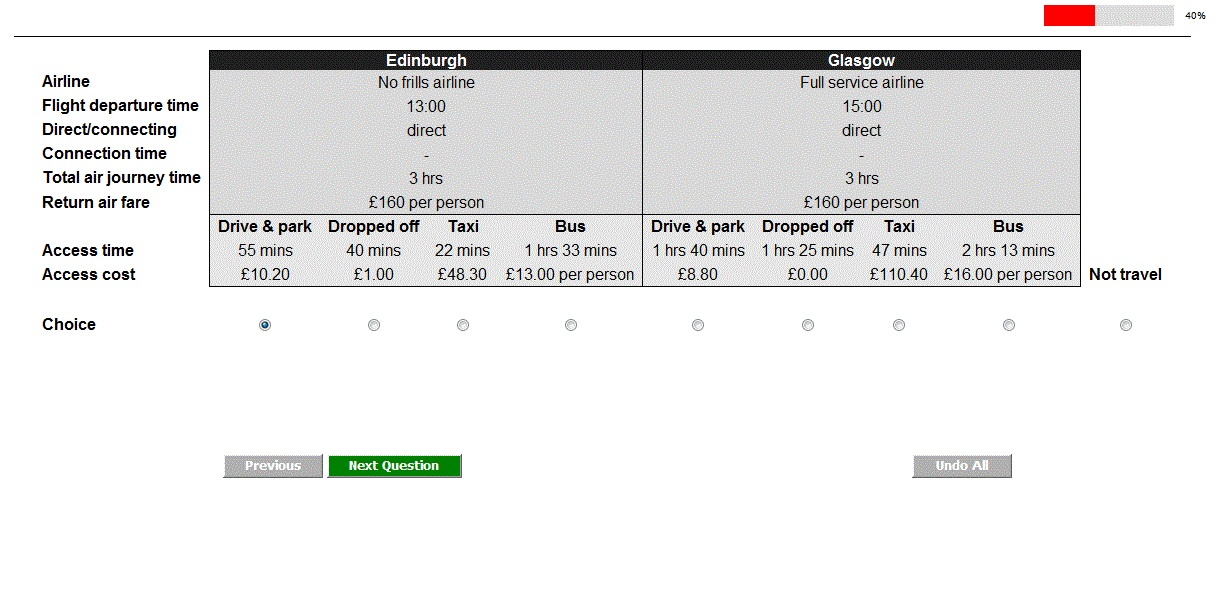 40%
Edinburgh Glasgow
Airline No frills airline Full service airline
Flight departure time 13:00 15:00
Direct/connecting direct direct
Connection time - -
Total air journey time 3 hrs 3 hrs
Return air fare £160 per person £160 per person
Drive & park Dropped off Taxi Bus Drive & park Dropped off Taxi Bus
Access time 55 mins 40 mins 22 mins 1 hrs 33 mins 1 hrs 40 mins 1 hrs 25 mins 47 mins 2 hrs 13 mins
Access cost £10.20 £1.00 £48.30 £13.00 per person £8.80 £0.00 £110.40 £16.00 per person Not travel
Choice
Previous Next Question Undo All